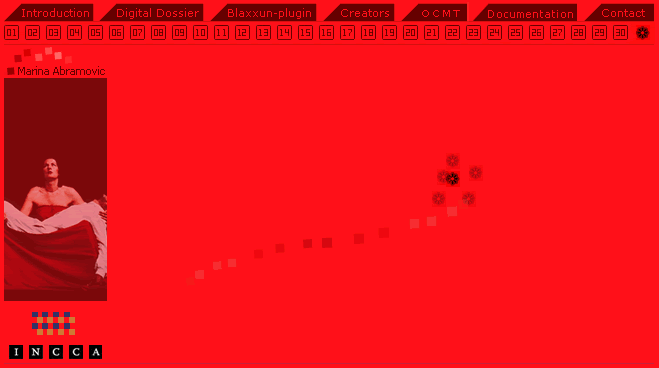 Introduction Digital Dossier Blaxxun-plugin Creators OCMT Documentation Contact
01 02 03 04 05 06 07 08 09 10 11 12 13 14 15 16 17 18 19 20 21 22 23 24 25 26 27 28 29 30
Marina Abramovic
INCCA